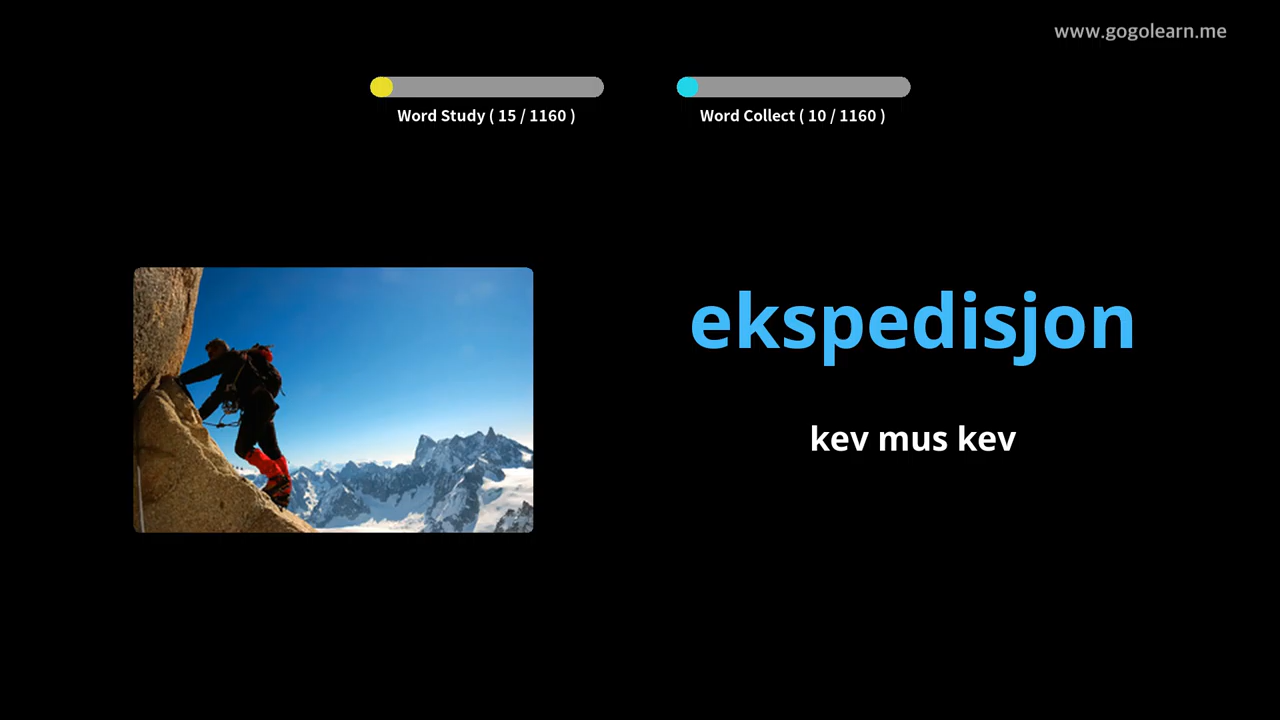 www.gogolearn.me
Word Study ( 15 / 1160 )
Word Collect ( 10 / 1160 )
ekspedisjon
kev mus kev